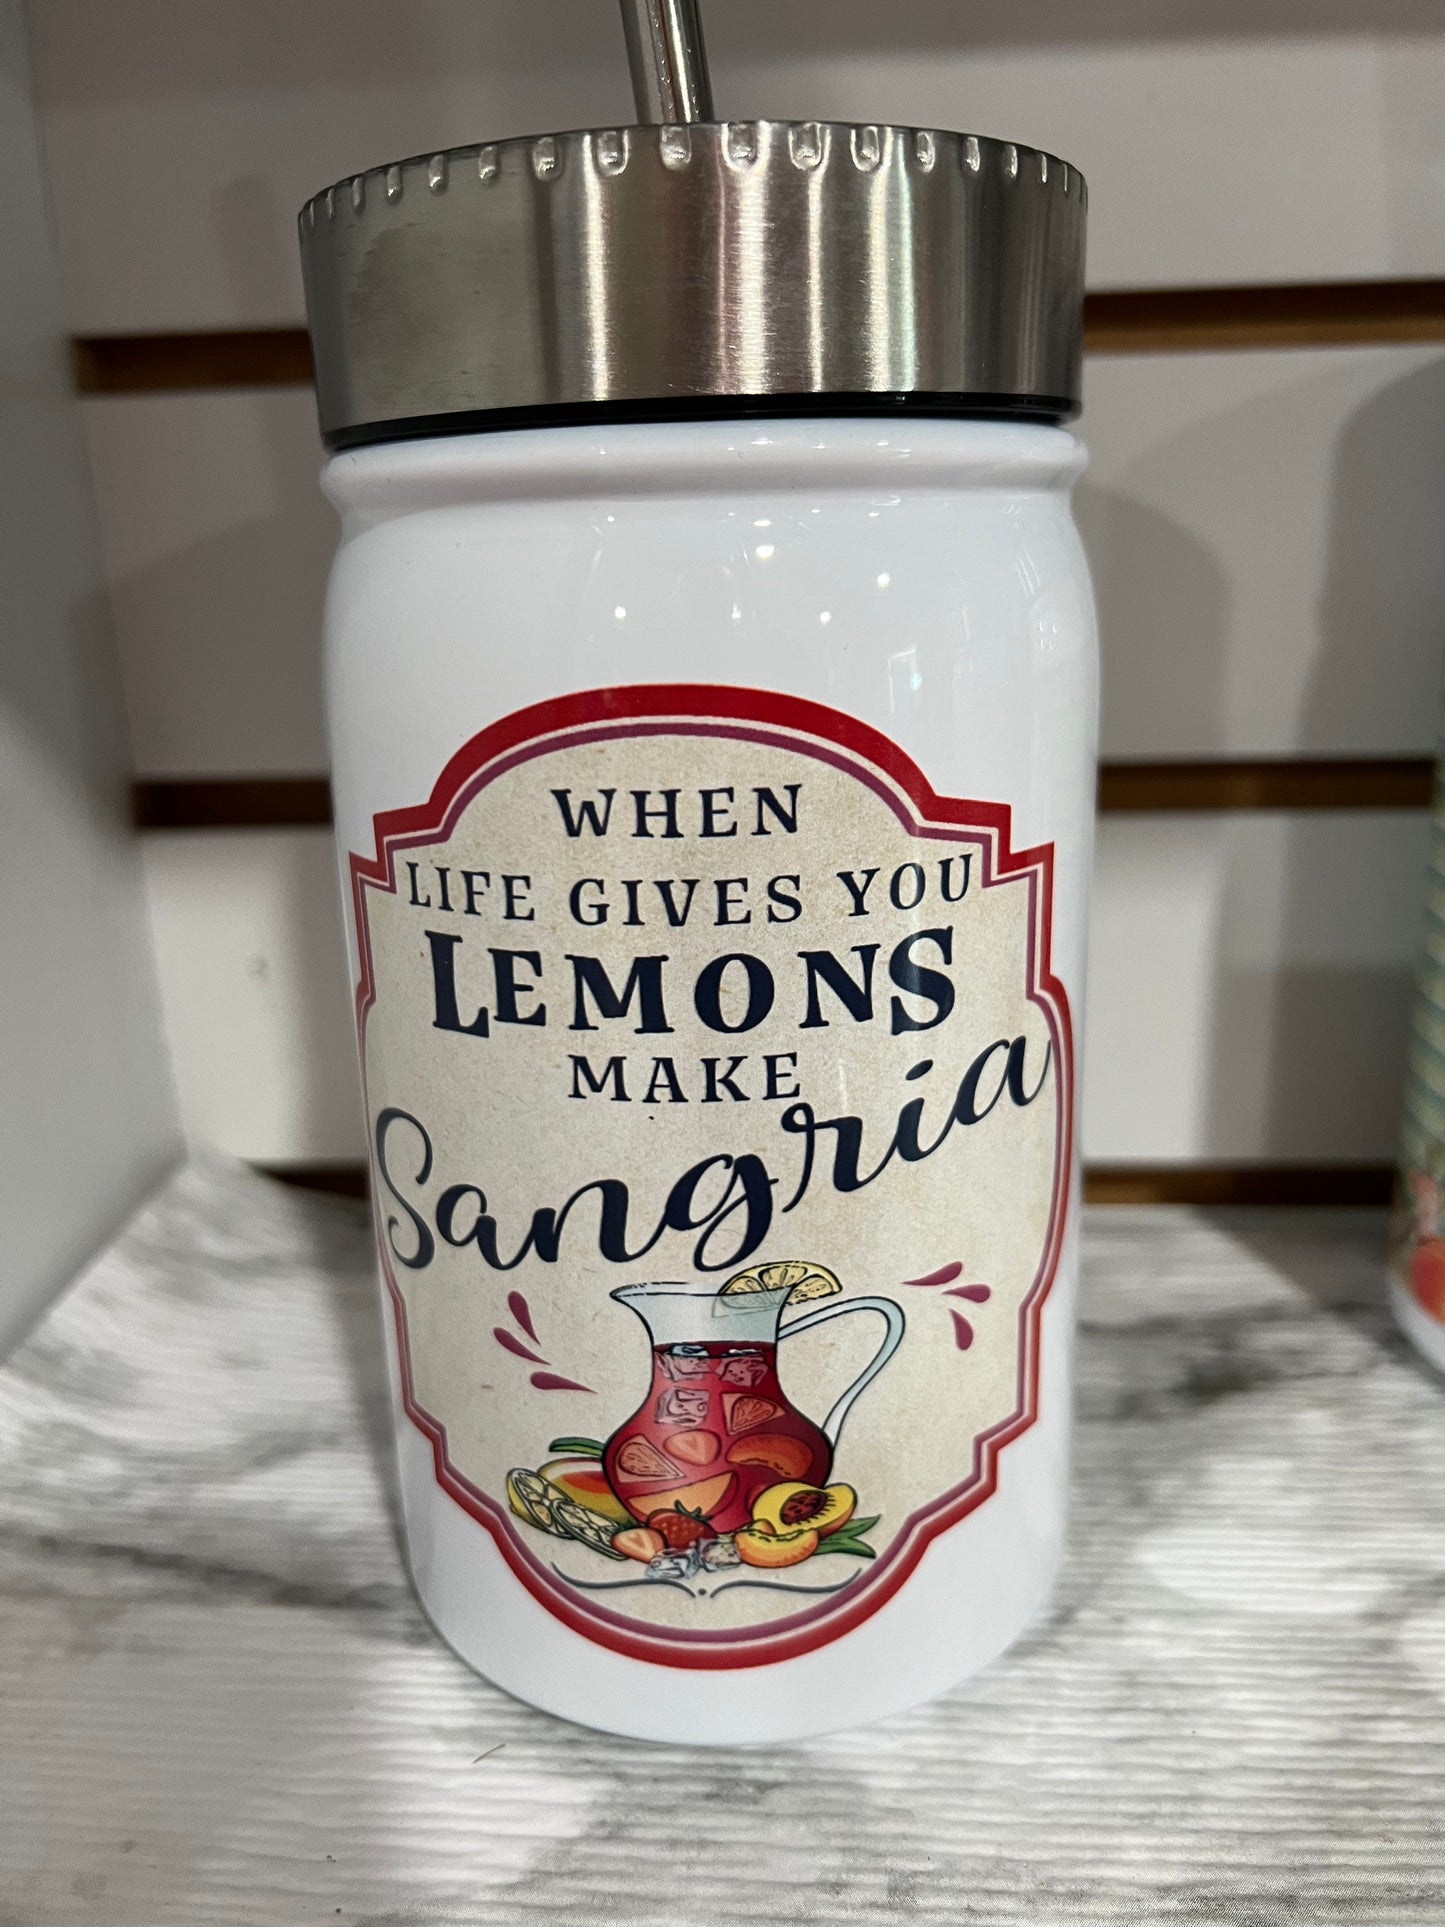 WHEN
LIFE GIVES YOU
LEMONS
MAKE
Sangria